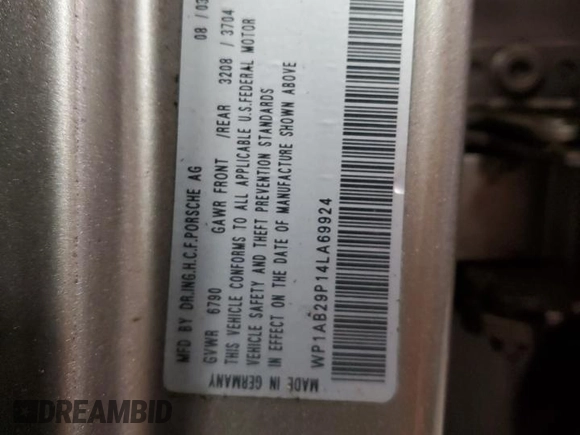 MFD BY DR.ING.H.C.F.PORSCHE AG 08 / 03
GVWR 6790 GAWR FRONT /REAR 3208 / 3704
THIS VEHICLE CONFORMS TO ALL APPLICABLE U.S.FEDERAL MOTOR
VEHICLE SAFETY AND THEFT PREVENTION STANDARDS
IN EFFECT ON THE DATE OF MANUFACTURE SHOWN ABOVE
WP1AB29P14LA69924
MADE IN GERMANY
DREAMBID